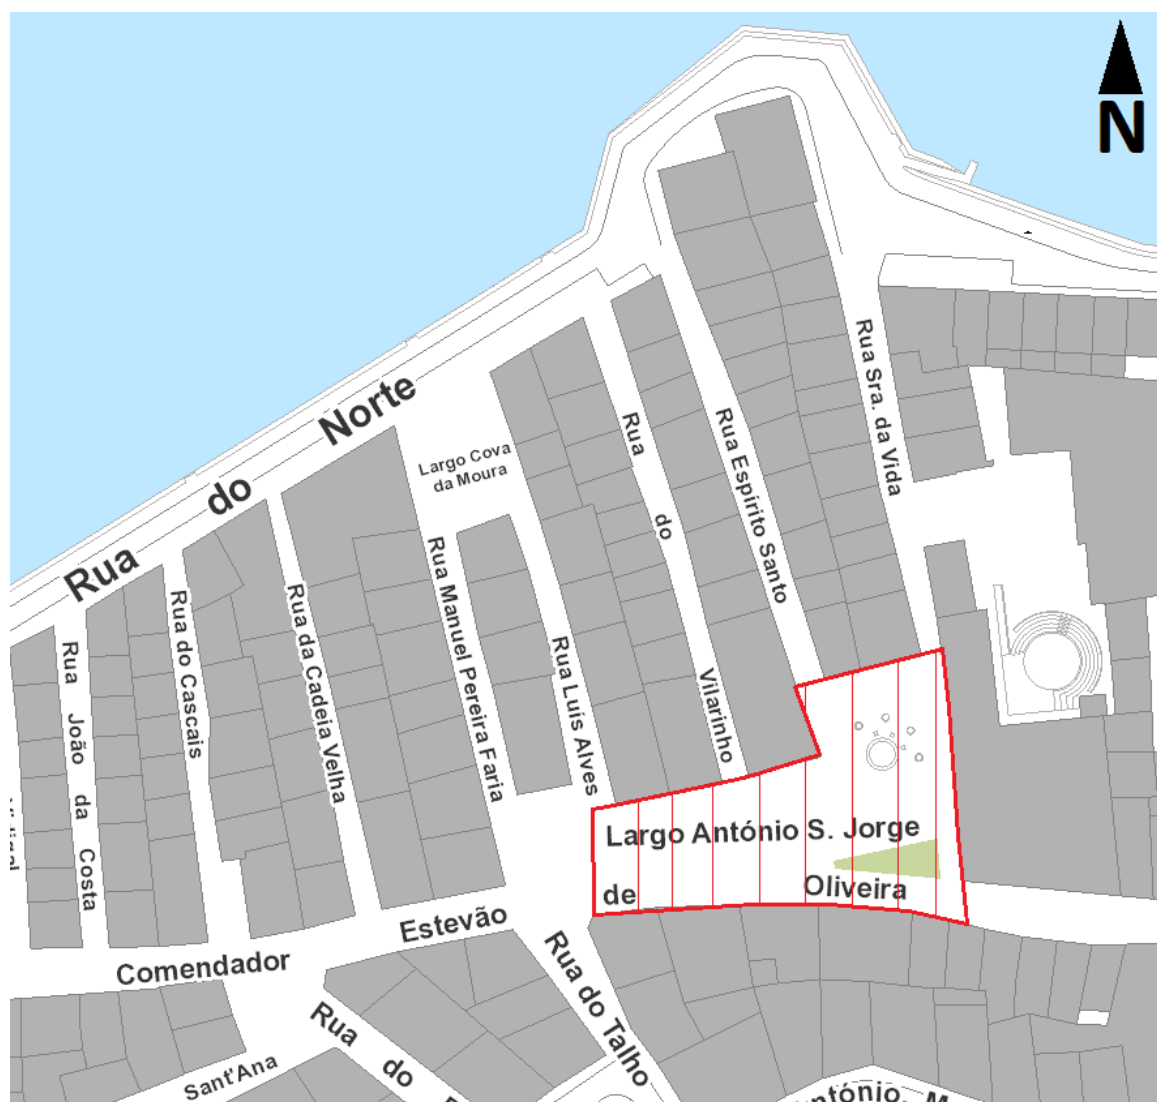 N
Rua do Norte
Largo Cova
da Moura
Rua Sra. da Vida
Rua Espírito Santo
Rua do Vilarinho
Rua Luís Alves
Rua Manuel Pereira Faria
Rua da Cadeia Velha
Rua do Cascais
Rua João da Costa
Largo António S. Jorge
de Oliveira
Comendador Estevão
Rua do Talho
Rua do
Sant'Ana